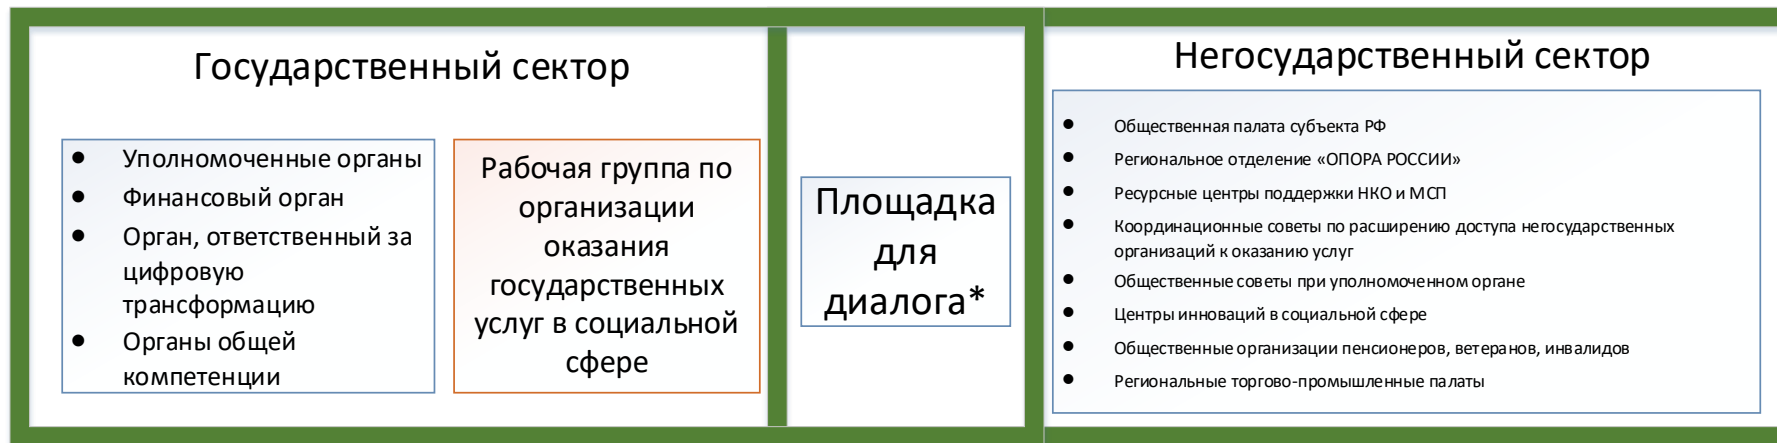 Государственный сектор
● Уполномоченные органы
● Финансовый орган
● Орган, ответственный за
цифровую
трансформацию
● Органы общей
компетенции
Рабочая группа по
организации
оказания
государственных
услуг в социальной
сфере
Площадка
для
диалога*
Негосударственный сектор
● Общественная палата субъекта РФ
● Региональное отделение «ОПОРА РОССИИ»
● Ресурсные центры поддержки НКО и МСП
● Координационные советы по расширению доступа негосударственных
организаций к оказанию услуг
● Общественные советы при уполномоченном органе
● Центры инноваций в социальной сфере
● Общественные организации пенсионеров, ветеранов, инвалидов
● Региональные торгово-промышленные палаты